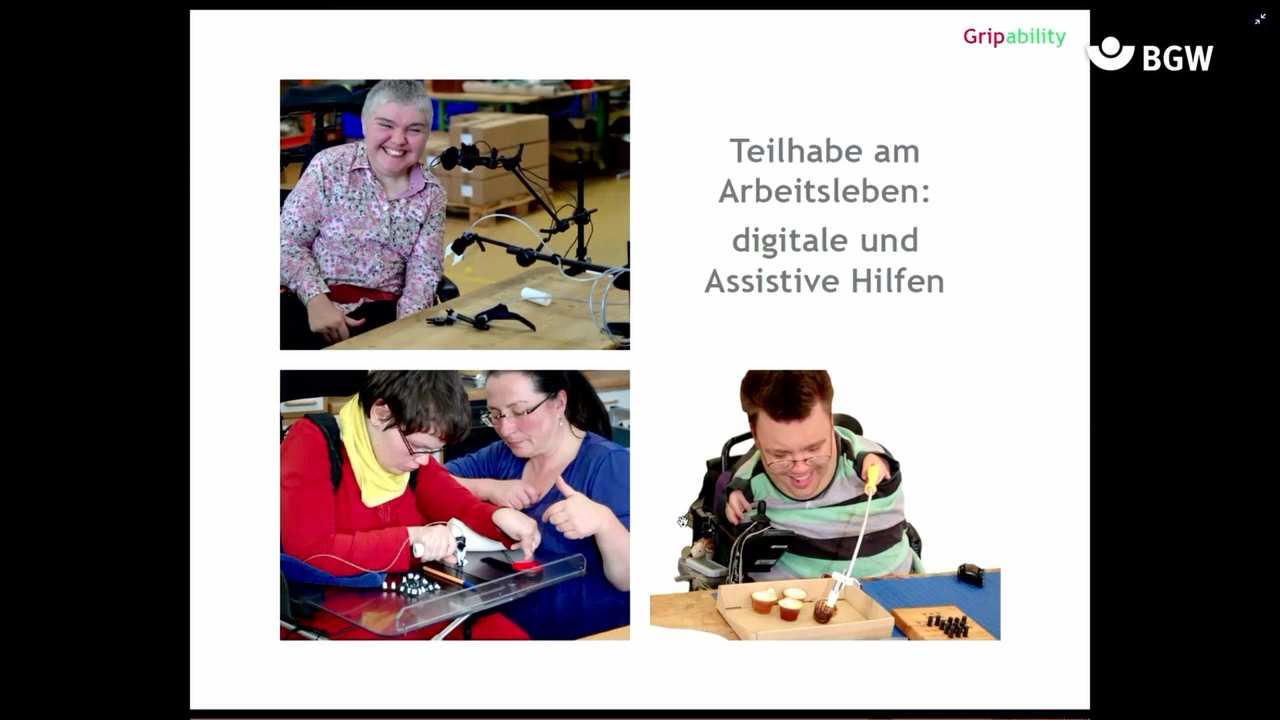 Gripability
BGW
Teilhabe am
Arbeitsleben:
digitale und
Assistive Hilfen